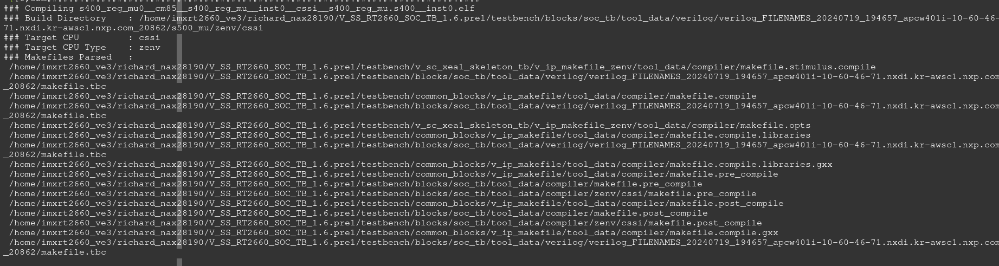 ### Compiling s400_reg_mu0__cm85__s400_reg_mu__inst0__cssi__s400_reg_mu.s400__inst0.elf
### Build Directory    : /home/imxrt2660_ve3/richard_nax28190/V_SS_RT2660_SOC_TB_1.6.pre1/testbench/blocks/soc_tb/tool_data/verilog/verilog_FILENAMES_20240719_194657_apcw401i-10-60-46-
71.nxdi.kr-awsc1.nxp.com_20862/s500_mu/zenv/cssi
### Target CPU         : cssi
### Target CPU Type    : zenv
### Makefiles Parsed   :
/home/imxrt2660_ve3/richard_nax28190/V_SS_RT2660_SOC_TB_1.6.pre1/testbench/v_sc_xea1_skeleton_tb/v_ip_makefile_zenv/tool_data/compiler/makefile.stimulus.compile
/home/imxrt2660_ve3/richard_nax28190/V_SS_RT2660_SOC_TB_1.6.pre1/testbench/blocks/soc_tb/tool_data/verilog/verilog_FILENAMES_20240719_194657_apcw401i-10-60-46-71.nxdi.kr-awsc1.nxp.com
_20862/makefile.tbc
/home/imxrt2660_ve3/richard_nax28190/V_SS_RT2660_SOC_TB_1.6.pre1/testbench/common_blocks/v_ip_makefile/tool_data/compiler/makefile.compile
/home/imxrt2660_ve3/richard_nax28190/V_SS_RT2660_SOC_TB_1.6.pre1/testbench/blocks/soc_tb/tool_data/verilog/verilog_FILENAMES_20240719_194657_apcw401i-10-60-46-71.nxdi.kr-awsc1.nxp.com
_20862/makefile.tbc
/home/imxrt2660_ve3/richard_nax28190/V_SS_RT2660_SOC_TB_1.6.pre1/testbench/v_sc_xea1_skeleton_tb/v_ip_makefile_zenv/tool_data/compiler/makefile.opts
/home/imxrt2660_ve3/richard_nax28190/V_SS_RT2660_SOC_TB_1.6.pre1/testbench/common_blocks/v_ip_makefile/tool_data/compiler/makefile.compile.libraries
/home/imxrt2660_ve3/richard_nax28190/V_SS_RT2660_SOC_TB_1.6.pre1/testbench/blocks/soc_tb/tool_data/verilog/verilog_FILENAMES_20240719_194657_apcw401i-10-60-46-71.nxdi.kr-awsc1.nxp.com
_20862/makefile.tbc
/home/imxrt2660_ve3/richard_nax28190/V_SS_RT2660_SOC_TB_1.6.pre1/testbench/common_blocks/v_ip_makefile/tool_data/compiler/makefile.compile.libraries.gxx
/home/imxrt2660_ve3/richard_nax28190/V_SS_RT2660_SOC_TB_1.6.pre1/testbench/common_blocks/v_ip_makefile/tool_data/compiler/makefile.pre_compile
/home/imxrt2660_ve3/richard_nax28190/V_SS_RT2660_SOC_TB_1.6.pre1/testbench/blocks/soc_tb/tool_data/compiler/makefile.pre_compile
/home/imxrt2660_ve3/richard_nax28190/V_SS_RT2660_SOC_TB_1.6.pre1/testbench/blocks/soc_tb/tool_data/compiler/zenv/cssi/makefile.pre_compile
/home/imxrt2660_ve3/richard_nax28190/V_SS_RT2660_SOC_TB_1.6.pre1/testbench/common_blocks/v_ip_makefile/tool_data/compiler/makefile.post_compile
/home/imxrt2660_ve3/richard_nax28190/V_SS_RT2660_SOC_TB_1.6.pre1/testbench/blocks/soc_tb/tool_data/compiler/makefile.post_compile
/home/imxrt2660_ve3/richard_nax28190/V_SS_RT2660_SOC_TB_1.6.pre1/testbench/blocks/soc_tb/tool_data/compiler/zenv/cssi/makefile.post_compile
/home/imxrt2660_ve3/richard_nax28190/V_SS_RT2660_SOC_TB_1.6.pre1/testbench/common_blocks/v_ip_makefile/tool_data/compiler/makefile.compile.gxx
/home/imxrt2660_ve3/richard_nax28190/V_SS_RT2660_SOC_TB_1.6.pre1/testbench/blocks/soc_tb/tool_data/verilog/verilog_FILENAMES_20240719_194657_apcw401i-10-60-46-71.nxdi.kr-awsc1.nxp.com
_20862/makefile.tbc